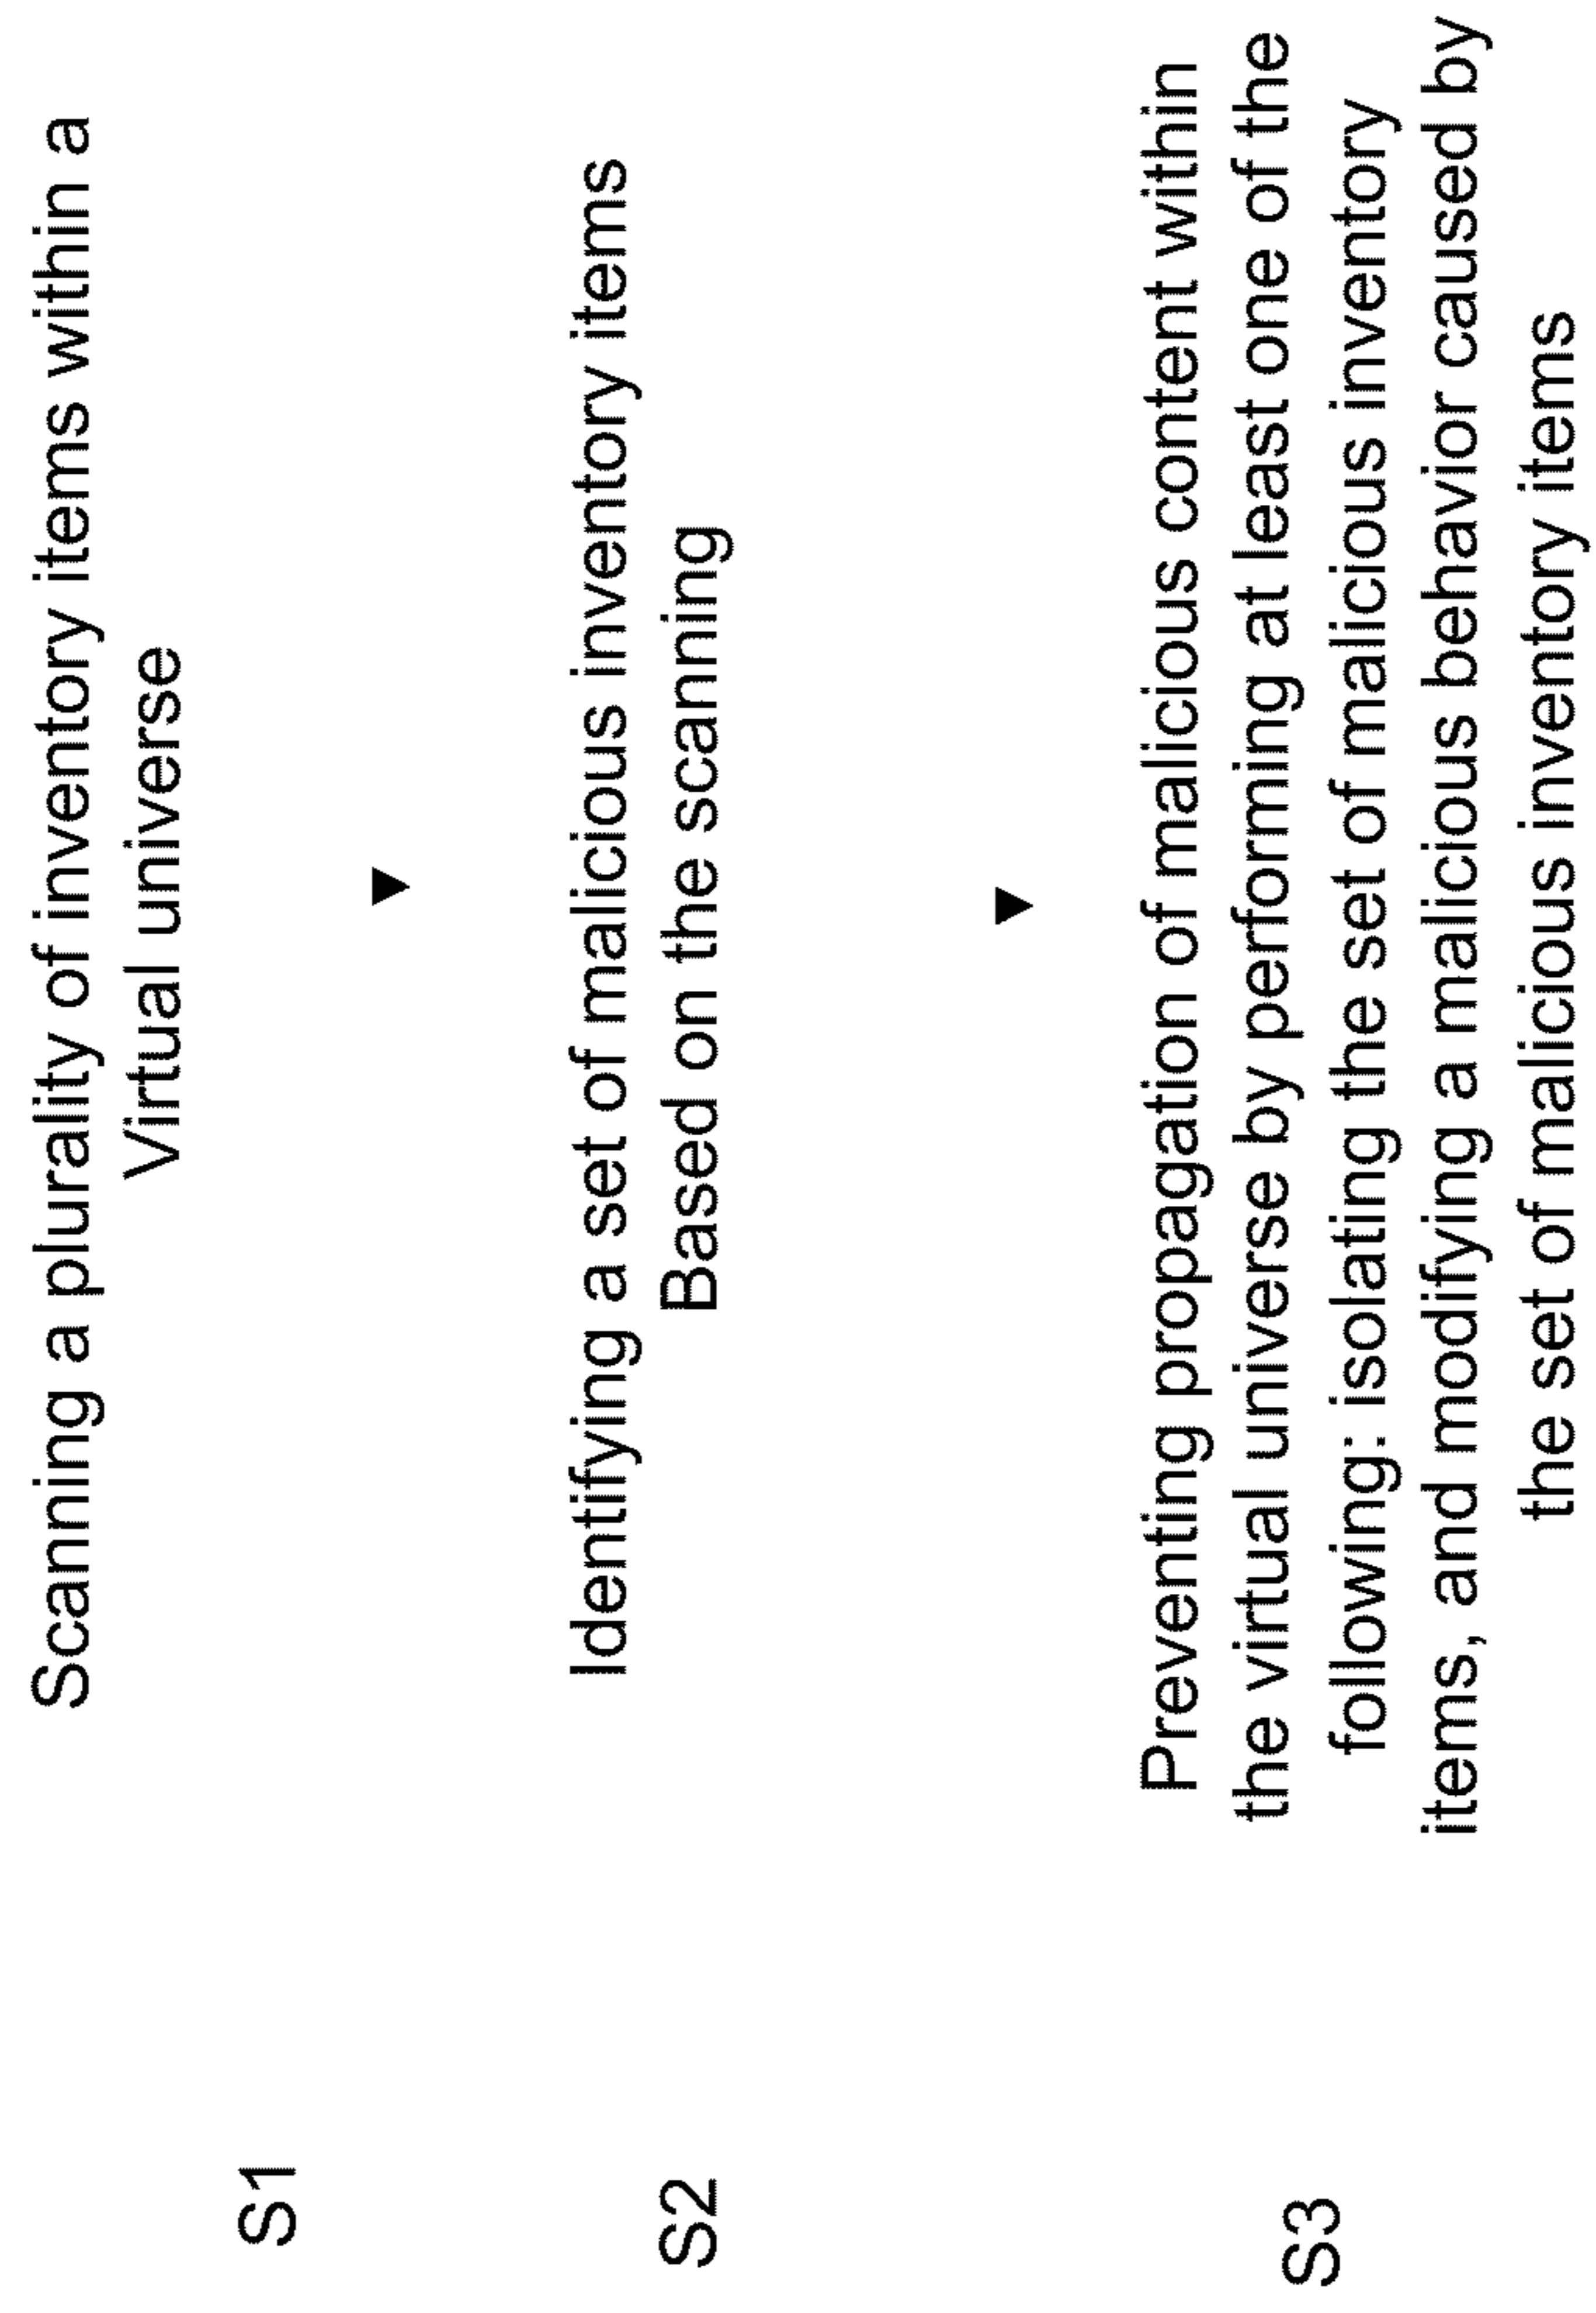 Scanning a plurality of inventory items within a
Virtual universe
S1
Identifying a set of malicious inventory items
Based on the scanning
S2
Preventing propagation of malicious content within
the virtual universe by performing at least one of the
following: isolating the set of malicious inventory
items, and modifying a malicious behavior caused by
the set of malicious inventory items
S3